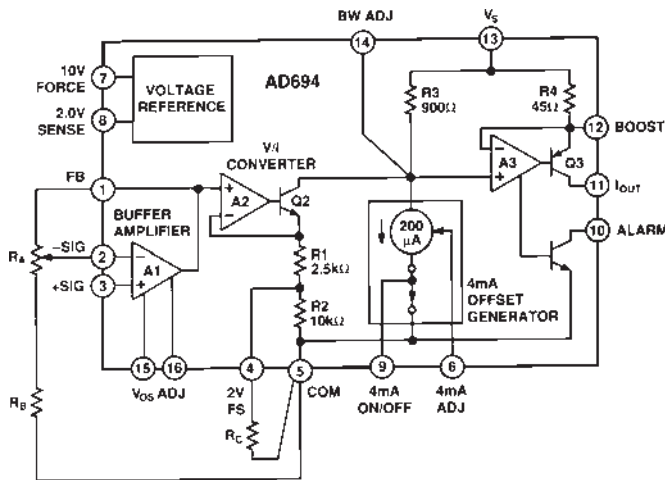 BW ADJ
VS
14
13
10V FORCE
7
AD694
VOLTAGE REFERENCE
2.0V SENSE
8
R3
900Ω
R4
45Ω
12
BOOST
V/I CONVERTER
A3
Q3
11
IOUT
FB
1
A2
Q2
10
ALARM
BUFFER AMPLIFIER
200 μA
RA
–SIG
2
+SIG
3
A1
R1
2.5kΩ
4mA OFFSET GENERATOR
R2
10kΩ
15
16
4
5
9
6
VOS ADJ
2V FS
COM
4mA ON/OFF
4mA ADJ
RB
RC